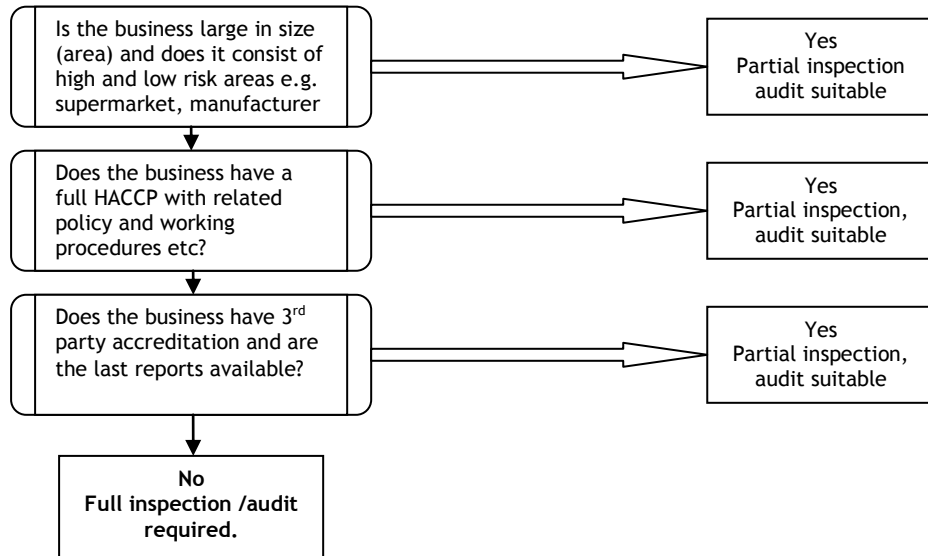 Is the business large in size
(area) and does it consist of
high and low risk areas e.g.
supermarket, manufacturer
Yes
Partial inspection
audit suitable
Does the business have a
full HACCP with related
policy and working
procedures etc?
Yes
Partial inspection,
audit suitable
Does the business have 3rd
party accreditation and are
the last reports available?
Yes
Partial inspection,
audit suitable
No
Full inspection /audit
required.